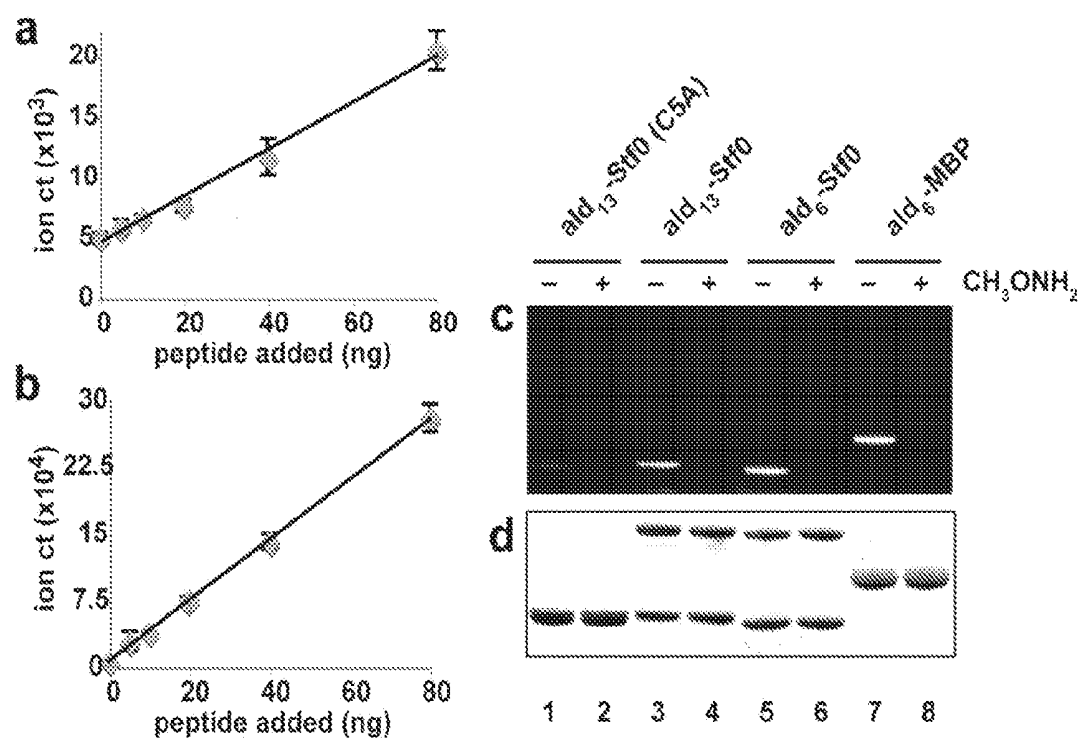 a
ion ct (x10³)
20
15
10
5
0
0 20 40 60 80
peptide added (ng)
b
ion ct (x10⁴)
30
22.5
15
7.5
0
0 20 40 60 80
peptide added (ng)
ald₁₃-Stf0 (C5A)
ald₁₃-Stf0
ald₆-Stf0
ald₆-MBP
− + − + − + − + CH₃ONH₂
c
d
1 2 3 4 5 6 7 8